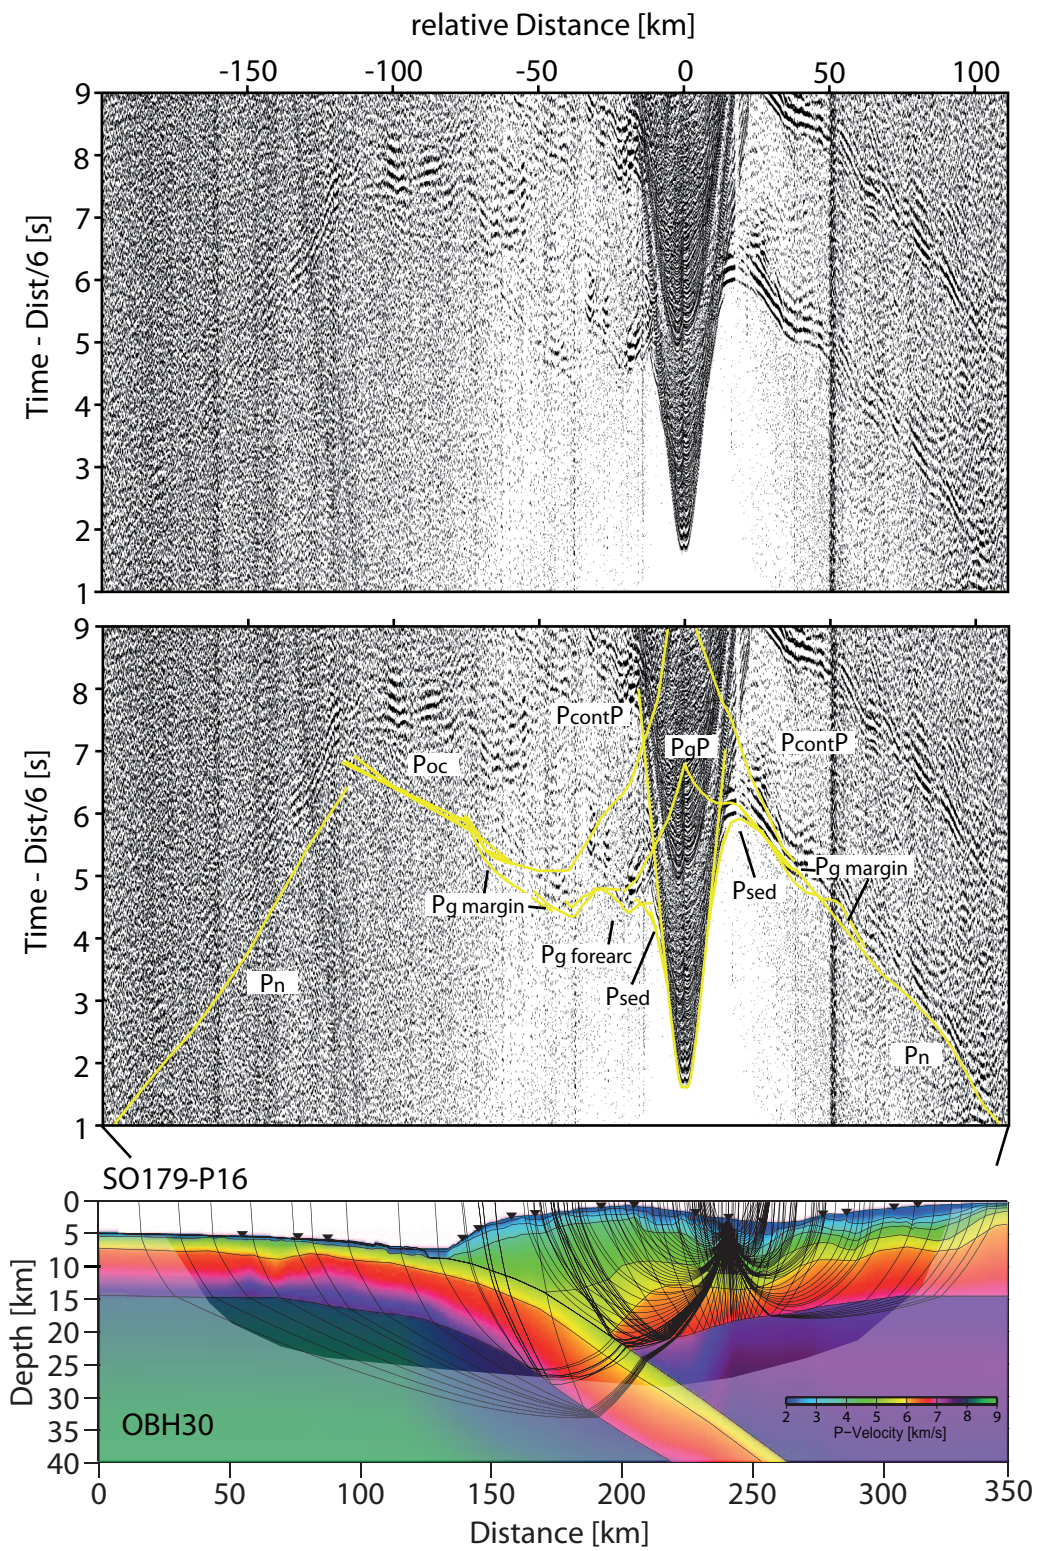 relative Distance [km]
-150 -100 -50 0 50 100
9
8
7
6
5
4
3
2
1
Time - Dist/6 [s]
9
8
7
6
5
4
3
2
1
Time - Dist/6 [s]
PcontP
PgP
PcontP
Poc
Pg margin
Pg margin
Psed
Pg forearc
Psed
Pn
Pn
SO179-P16
0
5
10
15
20
25
30
35
40
Depth [km]
OBH30
2 3 4 5 6 7 8 9
P-Velocity [km/s]
0 50 100 150 200 250 300 350
Distance [km]